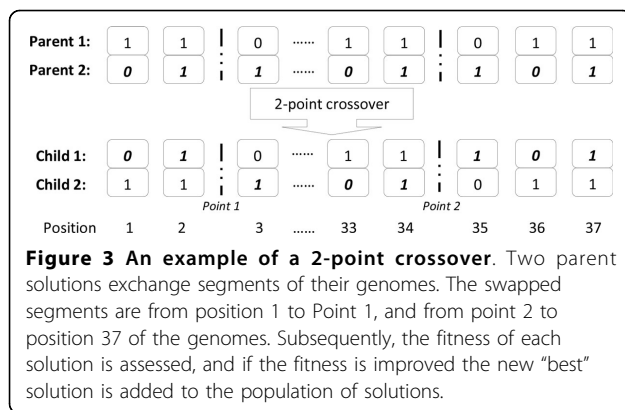 Parent 1: 1 1 0 ...... 1 1 0 1 1
Parent 2: 0 1 1 ...... 0 1 1 0 1
2-point crossover
Child 1: 0 1 0 ...... 1 1 1 0 1
Child 2: 1 1 1 ...... 0 1 0 1 1
Point 1 Point 2
Position 1 2 3 ...... 33 34 35 36 37
Figure 3 An example of a 2-point crossover. Two parent
solutions exchange segments of their genomes. The swapped
segments are from position 1 to Point 1, and from point 2 to
position 37 of the genomes. Subsequently, the fitness of each
solution is assessed, and if the fitness is improved the new “best”
solution is added to the population of solutions.